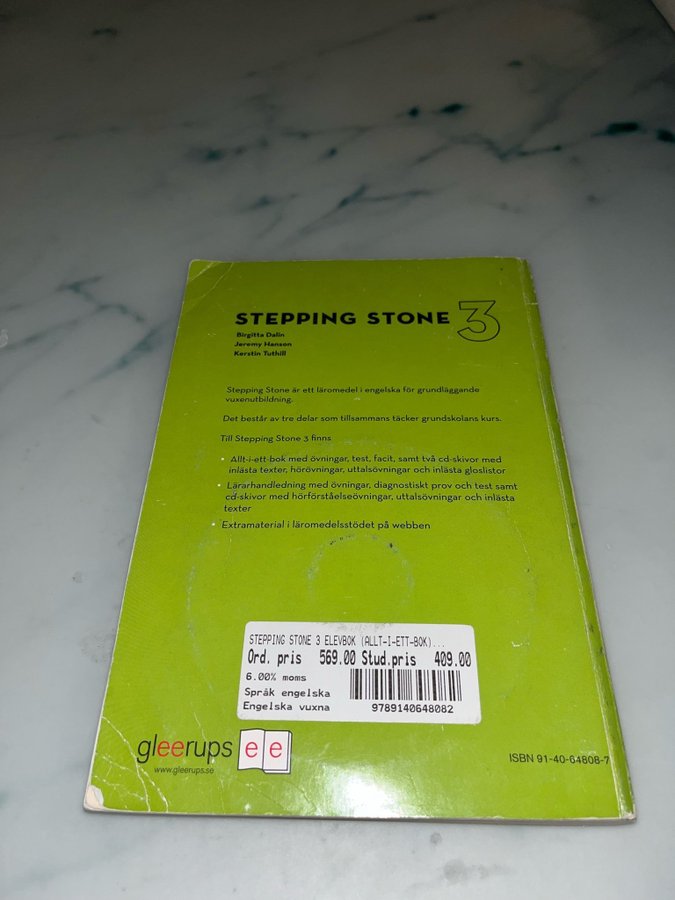 STEPPING STONE 3
Birgitta Dalin
Jeremy Hanson
Kerstin Tuthill
Stepping Stone är ett läromedel i engelska för grundläggande
vuxenutbildning.
Det består av tre delar som tillsammans täcker grundskolans kurs.
Till Stepping Stone 3 finns
• Allt-i-ett-bok med övningar, test, facit, samt två cd-skivor med
inlästa texter, hörövningar, uttalsövningar och inlästa gloslistor
• Lärarhandledning med övningar, diagnostiskt prov och test samt
cd-skivor med hörförståelseövningar, uttalsövningar och inlästa
texter
• Extramaterial i läromedelsstödet på webben
STEPPING STONE 3 ELEVBOK (ALLT-I-ETT-BOK)...
Ord. pris 569.00 Stud.pris 409.00
6.00% moms
Språk engelska
Engelska vuxna 9789140648082
gleerups e e
www.gleerups.se
ISBN 91-40-64808-7